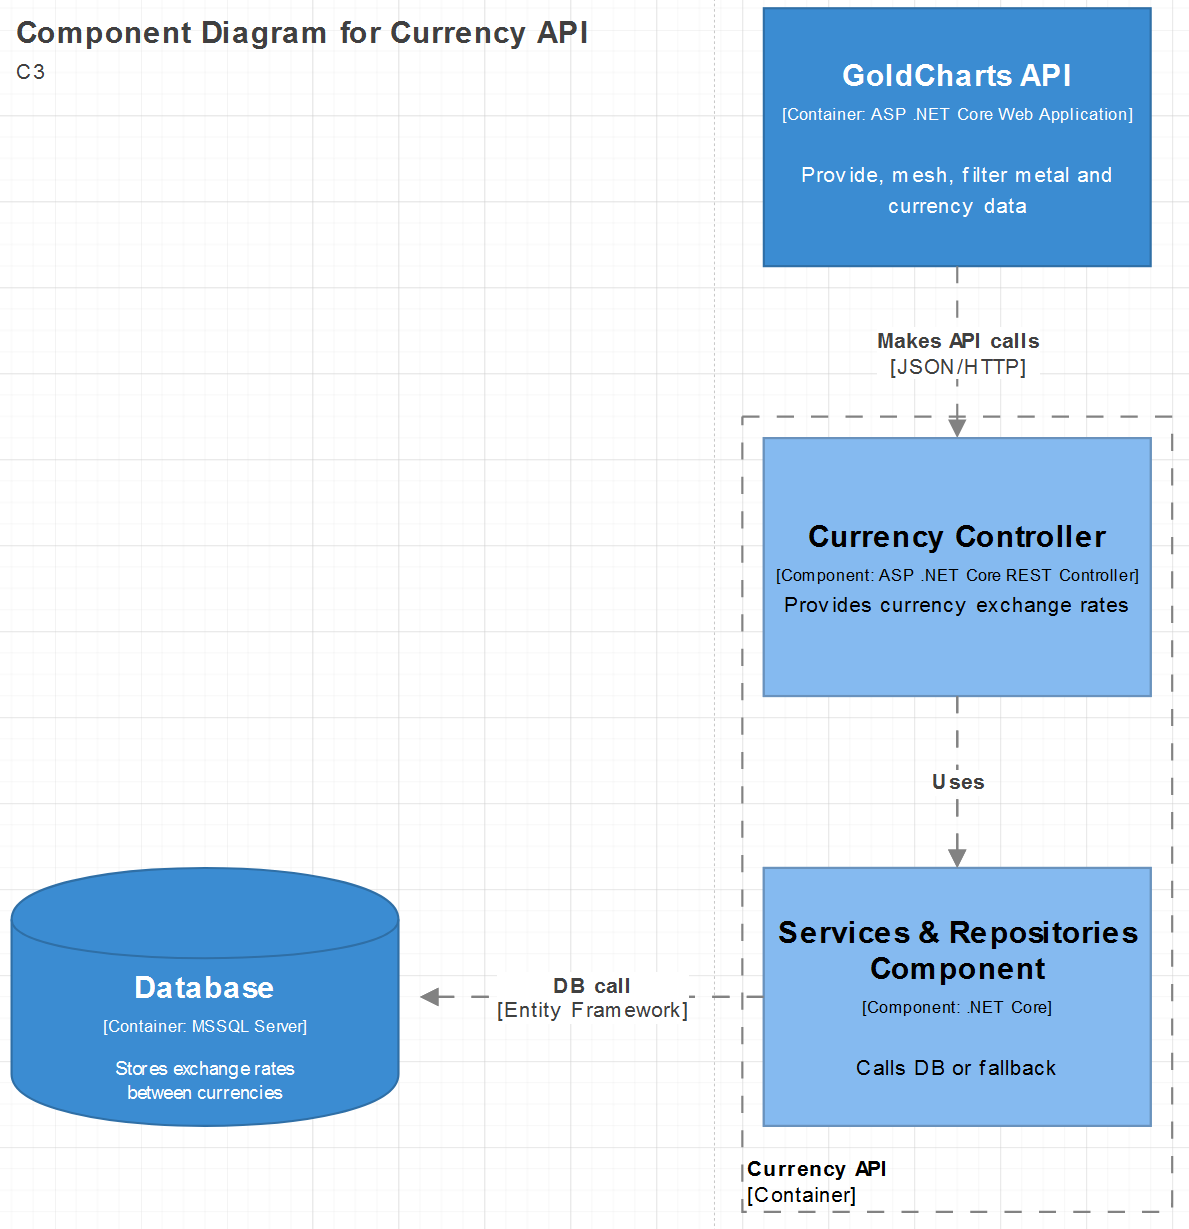 Component Diagram for Currency API
C3
GoldCharts API
[Container: ASP .NET Core Web Application]
Provide, mesh, filter metal and
currency data
Makes API calls
[JSON/HTTP]
Currency Controller
[Component: ASP .NET Core REST Controller]
Provides currency exchange rates
Uses
Services & Repositories
Component
[Component: .NET Core]
Calls DB or fallback
DB call
[Entity Framework]
Database
[Container: MSSQL Server]
Stores exchange rates
between currencies
Currency API
[Container]